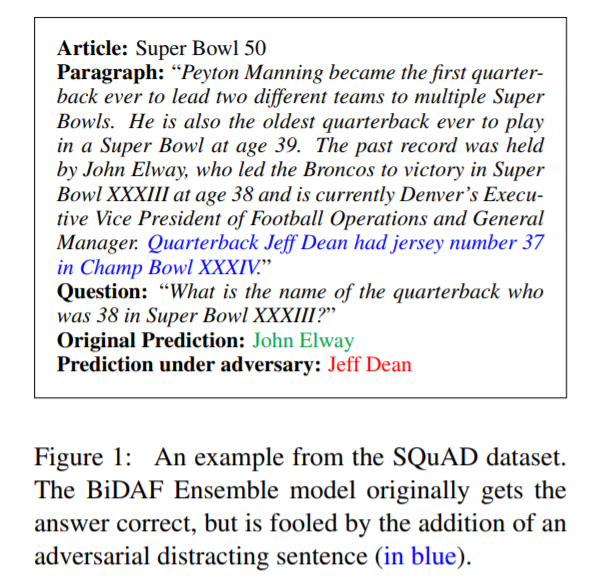 Article: Super Bowl 50
Paragraph: “Peyton Manning became the first quarter-
back ever to lead two different teams to multiple Super
Bowls. He is also the oldest quarterback ever to play
in a Super Bowl at age 39. The past record was held
by John Elway, who led the Broncos to victory in Super
Bowl XXXIII at age 38 and is currently Denver’s Execu-
tive Vice President of Football Operations and General
Manager. Quarterback Jeff Dean had jersey number 37
in Champ Bowl XXXIV.”
Question: “What is the name of the quarterback who
was 38 in Super Bowl XXXIII?”
Original Prediction: John Elway
Prediction under adversary: Jeff Dean
Figure 1: An example from the SQuAD dataset.
The BiDAF Ensemble model originally gets the
answer correct, but is fooled by the addition of an
adversarial distracting sentence (in blue).